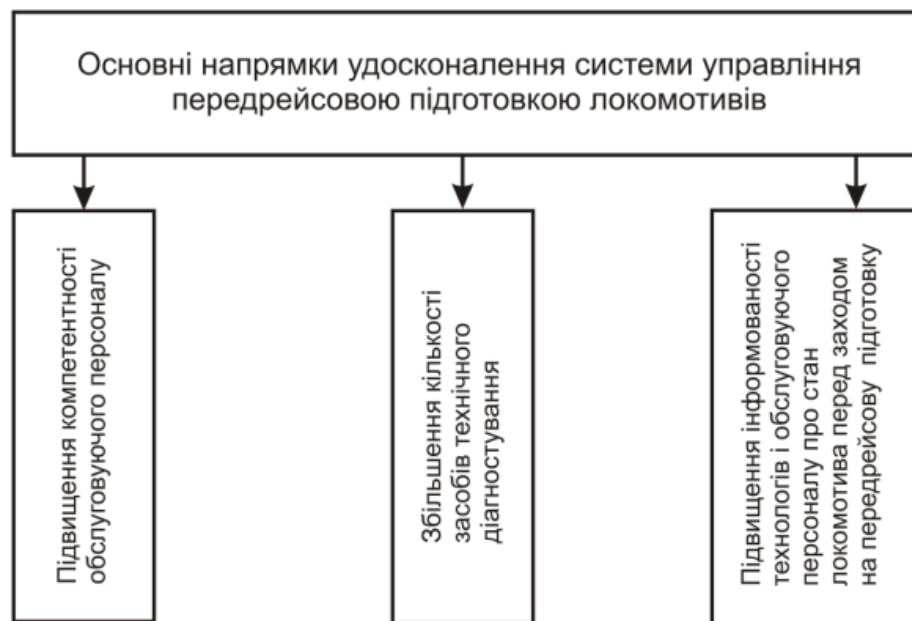 Основні напрямки удосконалення системи управління
передрейсовою підготовкою локомотивів
Підвищення компетентності
обслуговуючого персоналу
Збільшення кількості
засобів технічного
діагностування
Підвищення інформованості
технологів і обслуговуючого
персоналу про стан
локомотива перед заходом
на передрейсову підготовку